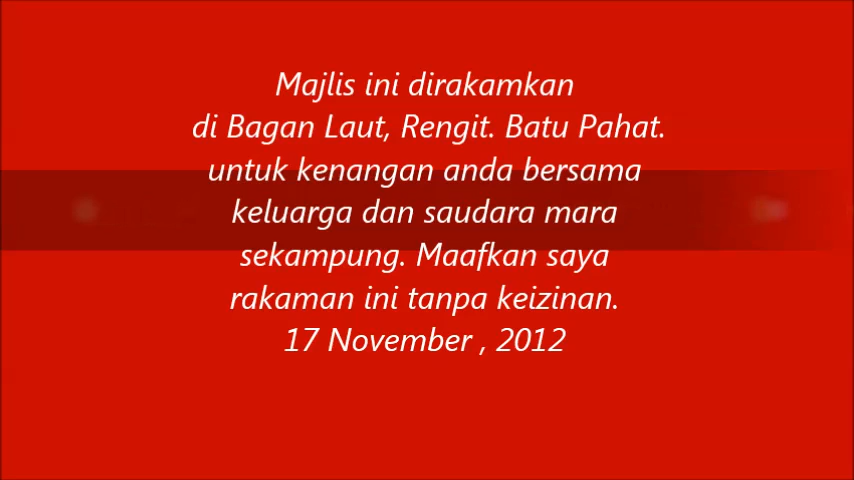 Majlis ini dirakamkan
di Bagan Laut, Rengit. Batu Pahat.
untuk kenangan anda bersama
keluarga dan saudara mara
sekampung. Maafkan saya
rakaman ini tanpa keizinan.
17 November , 2012